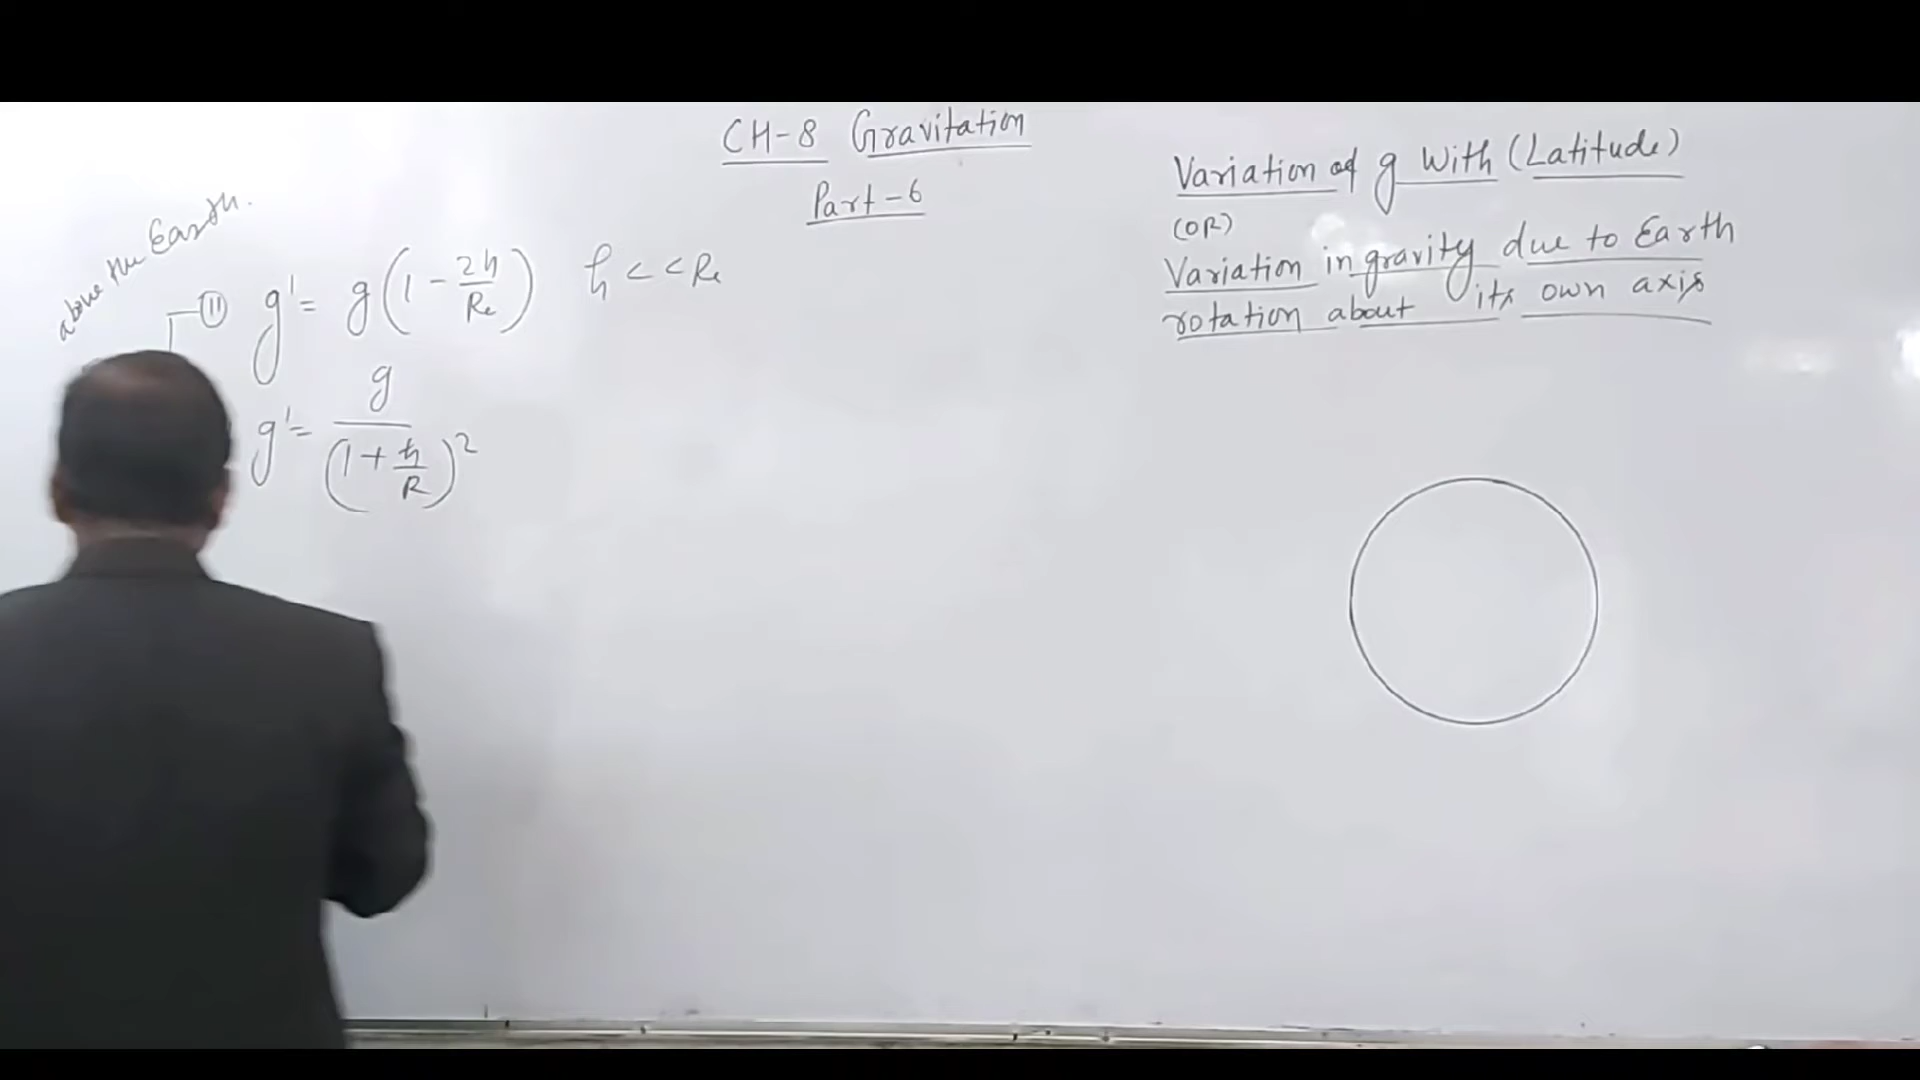 CH-8 Gravitation
Part-6
above the Earth.
(11) g' = g(1 - 2h/Re) h < < Re
g' = g/(1 + h/R)²
Variation of g With (Latitude)
(OR)
Variation in gravity due to Earth
rotation about its own axis